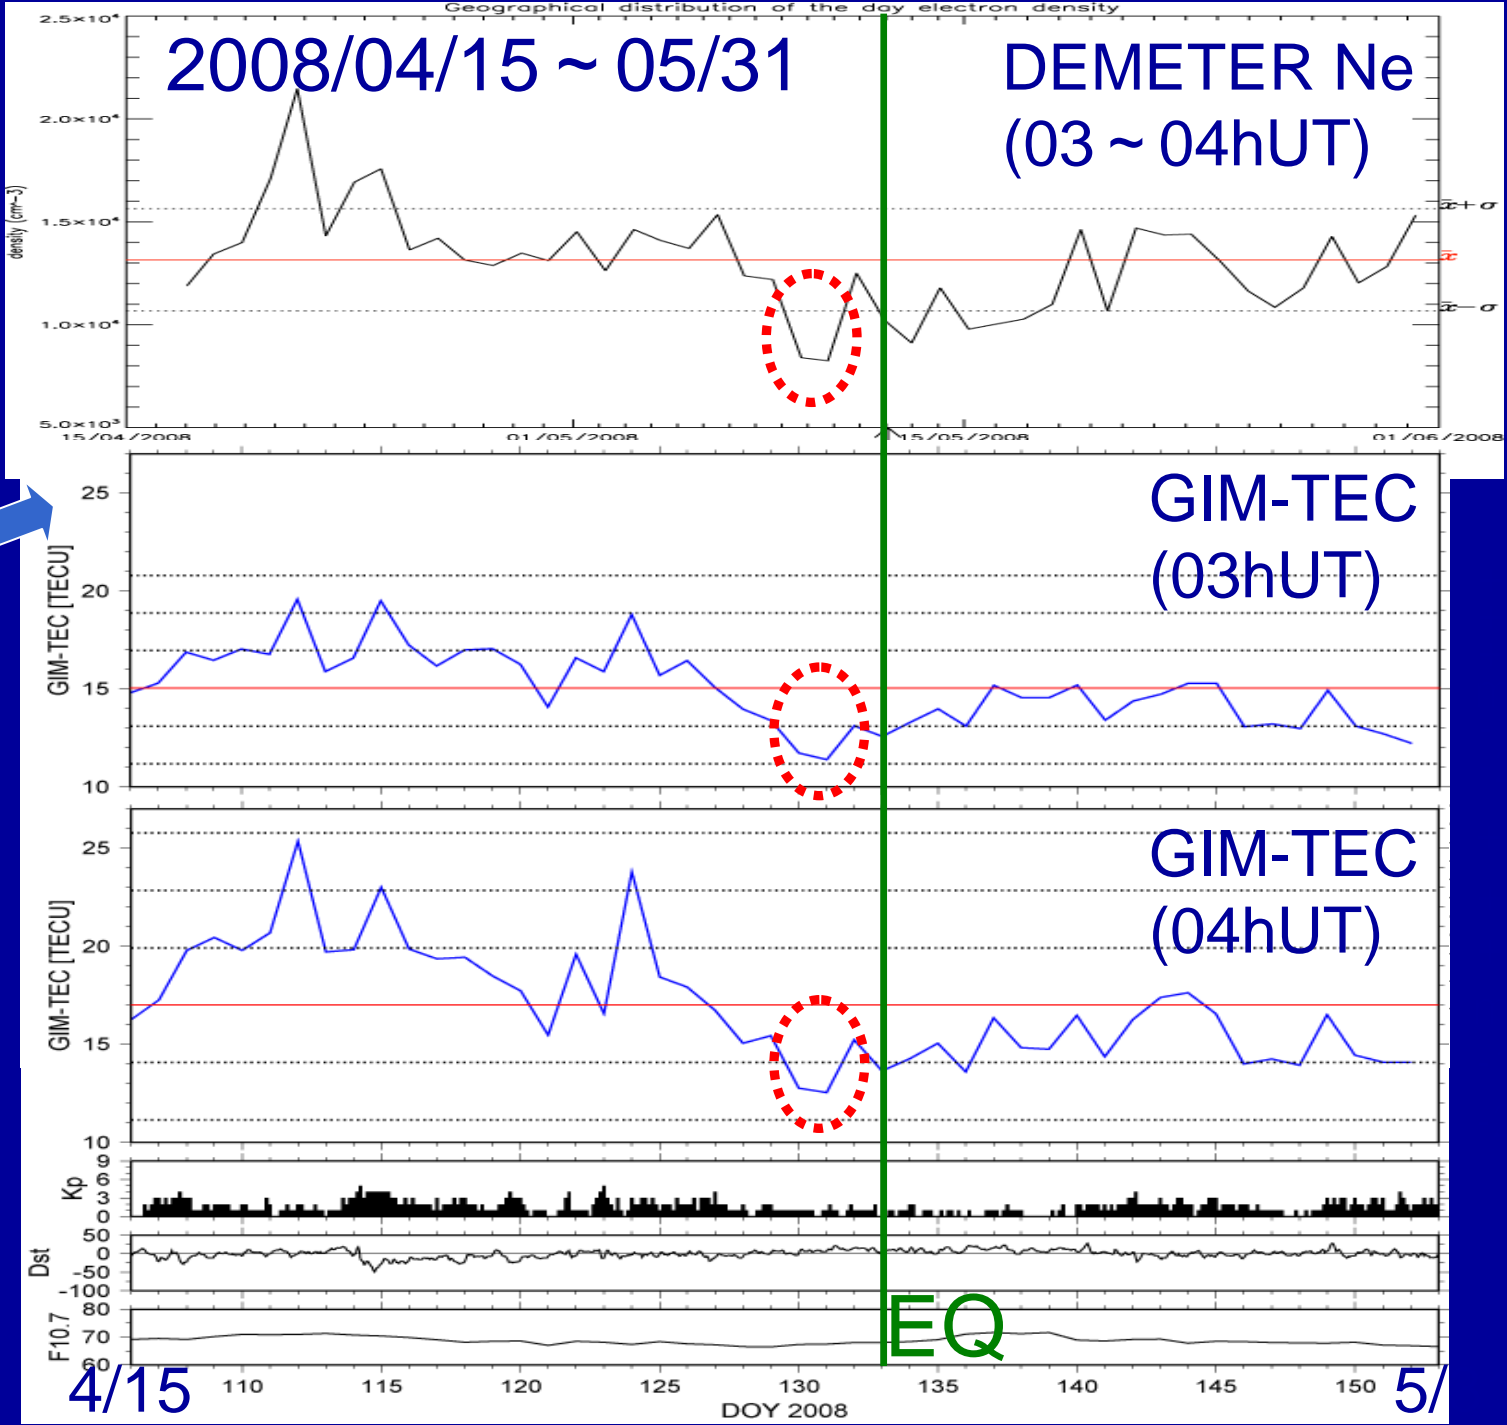 Geographical distribution of the day electron density
2008/04/15 ~ 05/31
DEMETER Ne
(03 ~ 04hUT)
density (cm−3)
2.5×10⁴
2.0×10⁴
1.5×10⁴
1.0×10⁴
5.0×10³
x̄+σ
x̄
x̄−σ
15/04/2008 01/05/2008 15/05/2008 01/06/2008
GIM-TEC
(03hUT)
GIM-TEC [TECU]
25
20
15
10
GIM-TEC
(04hUT)
GIM-TEC [TECU]
25
20
15
10
Kp
9
6
3
0
Dst
50
0
-50
-100
F10.7
80
70
60
EQ
4/15
110 115 120 125 130 135 140 145 150
5/
DOY 2008